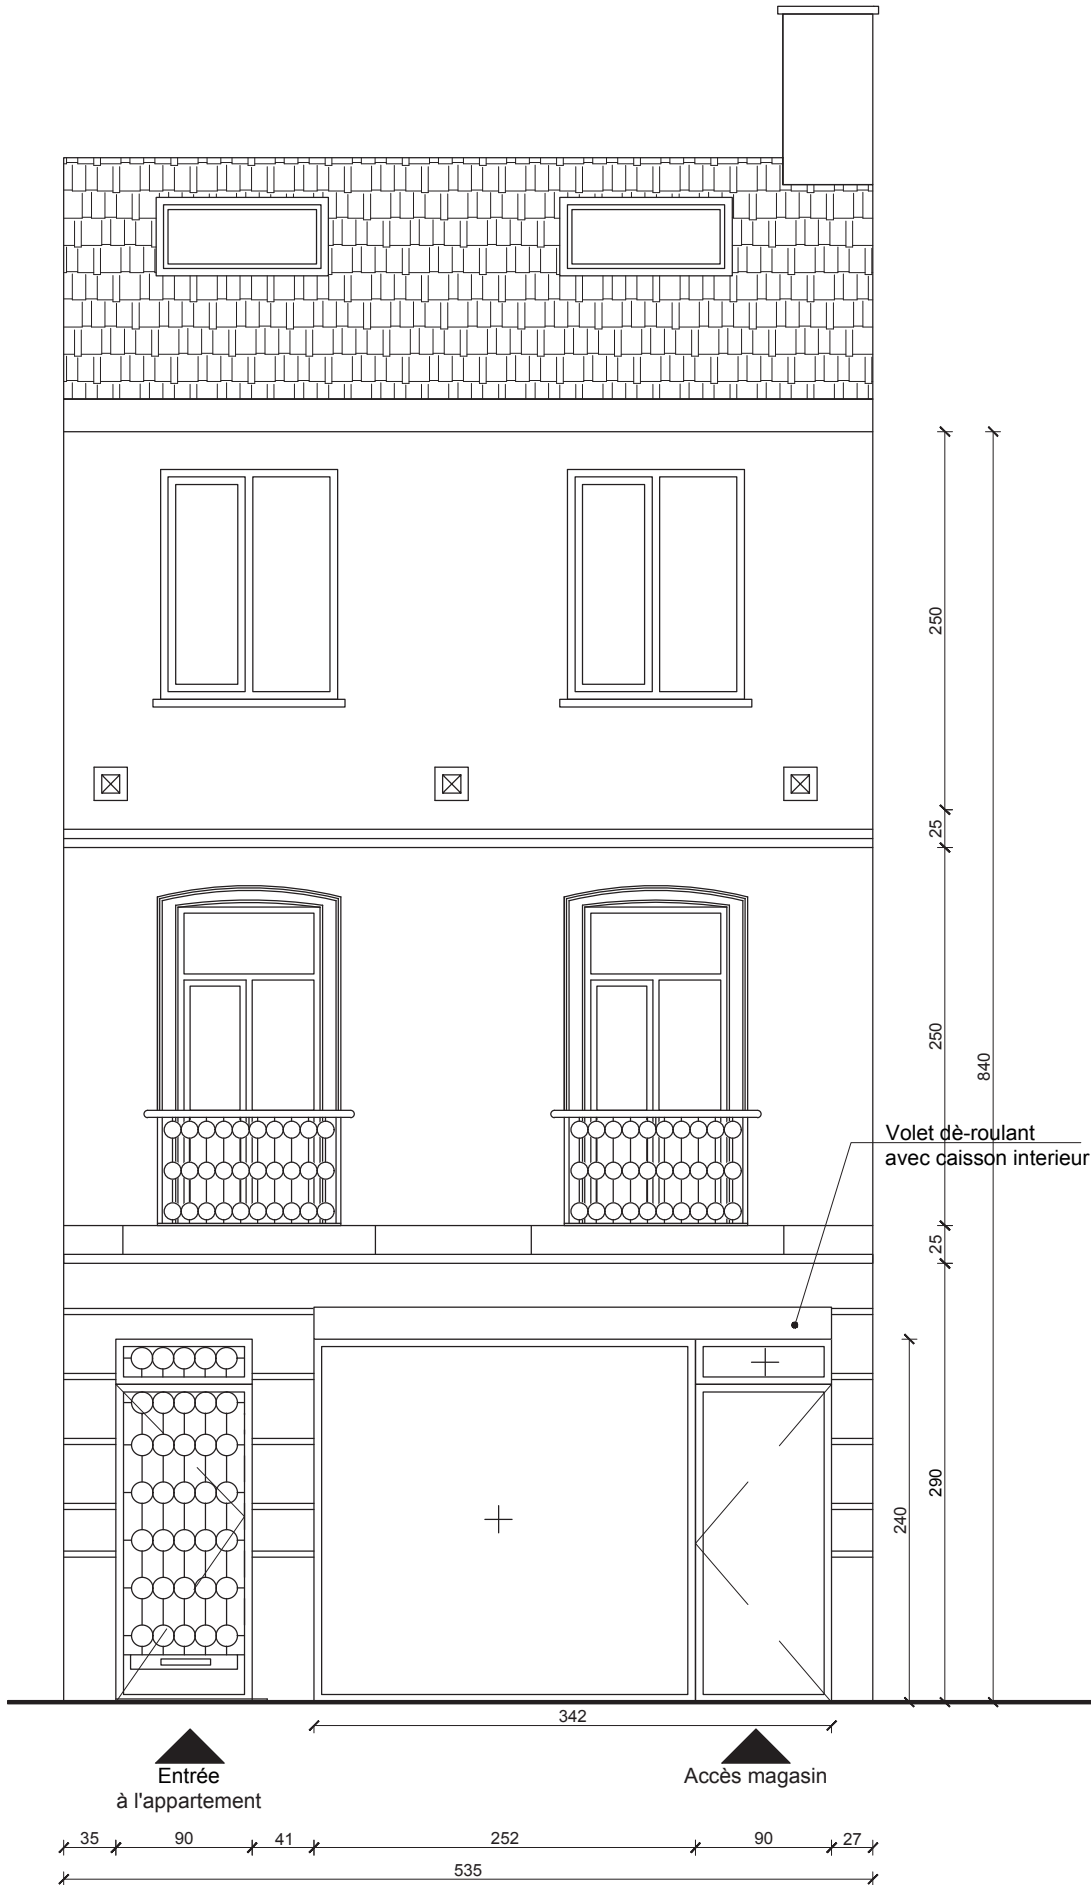 250
25
250
840
Volet dè-roulant
avec caisson interieur
25
290
240
342
Entrée
à l'appartement
Accès magasin
35 90 41 252 90 27
535